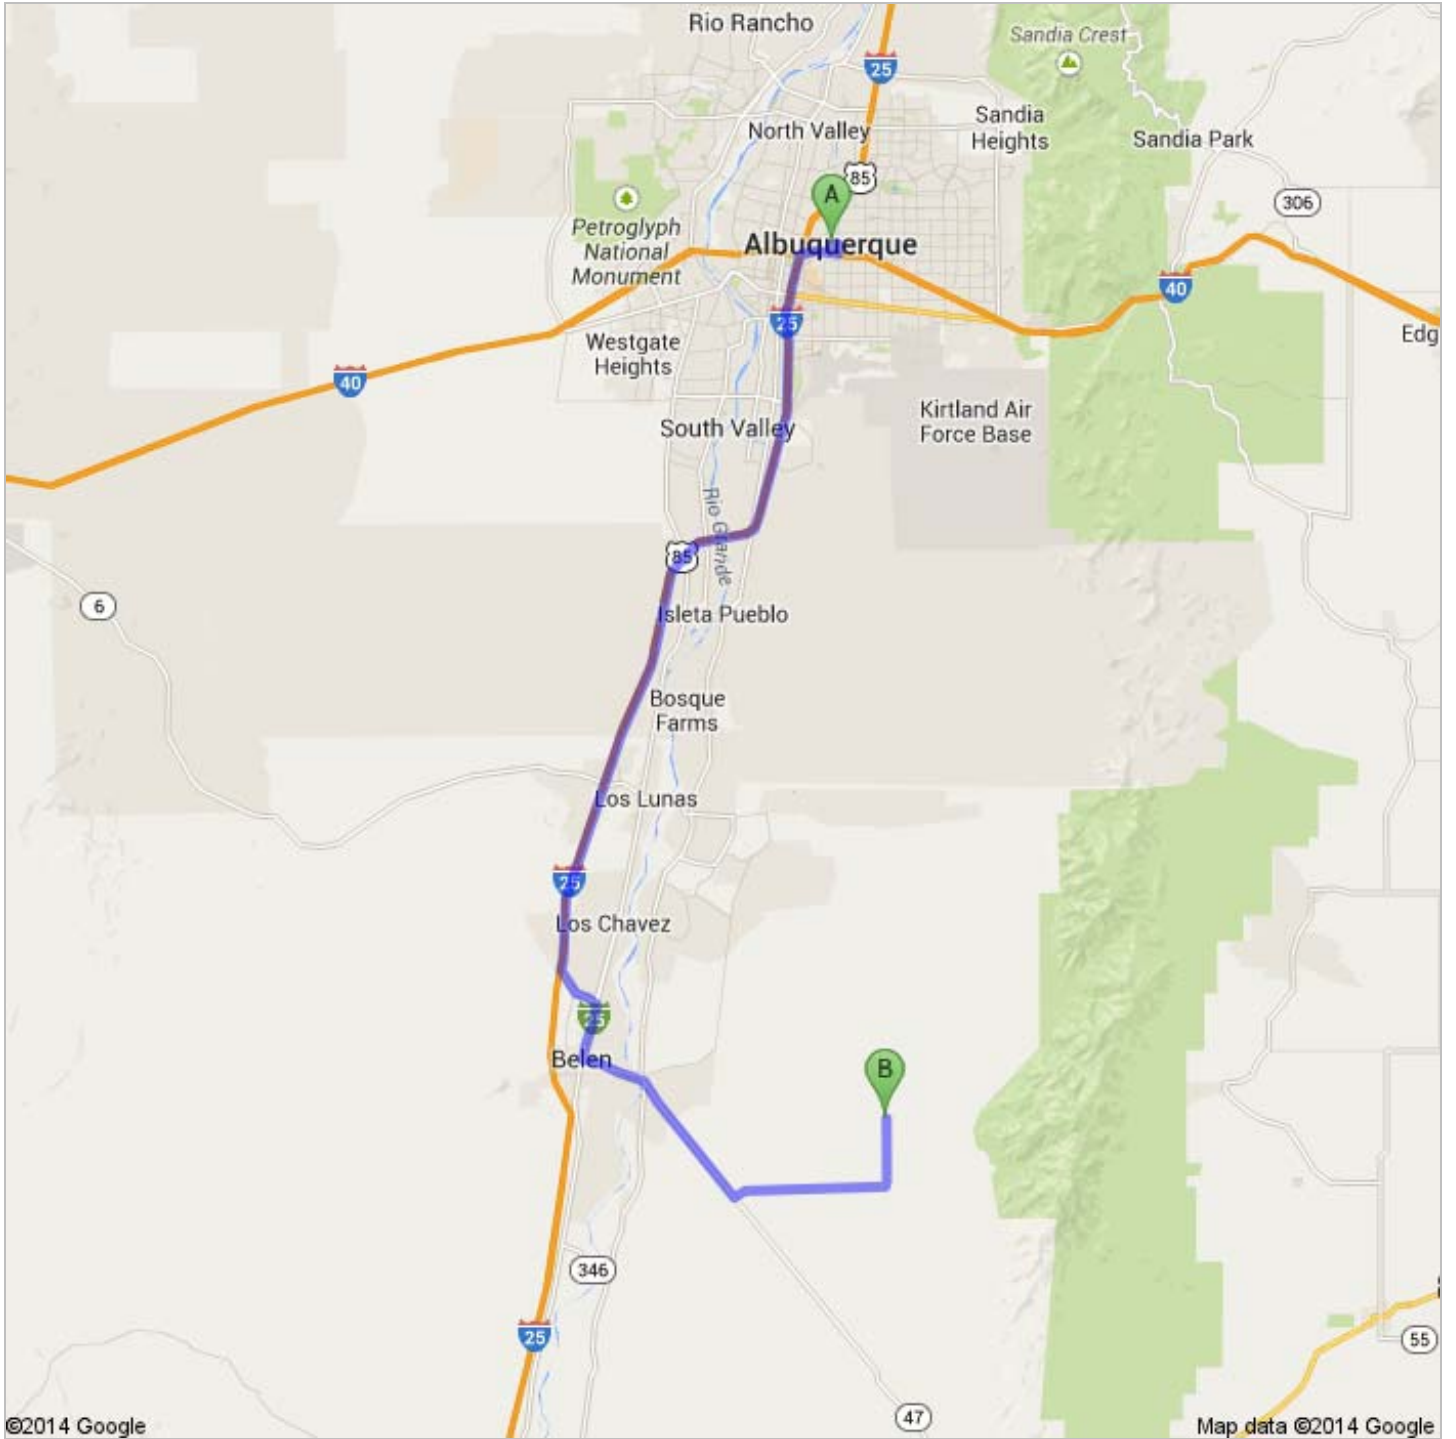 Rio Rancho
Sandia Crest
25
Sandia
Heights
North Valley
Sandia Park
85
A
306
Petroglyph
National
Monument
Albuquerque
40
25
Edg
Westgate
Heights
40
Kirtland Air
Force Base
South Valley
Rio Grande
85
6
Isleta Pueblo
Bosque
Farms
Los Lunas
25
Los Chavez
25
Belen
B
346
25
55
47
©2014 Google
Map data ©2014 Google